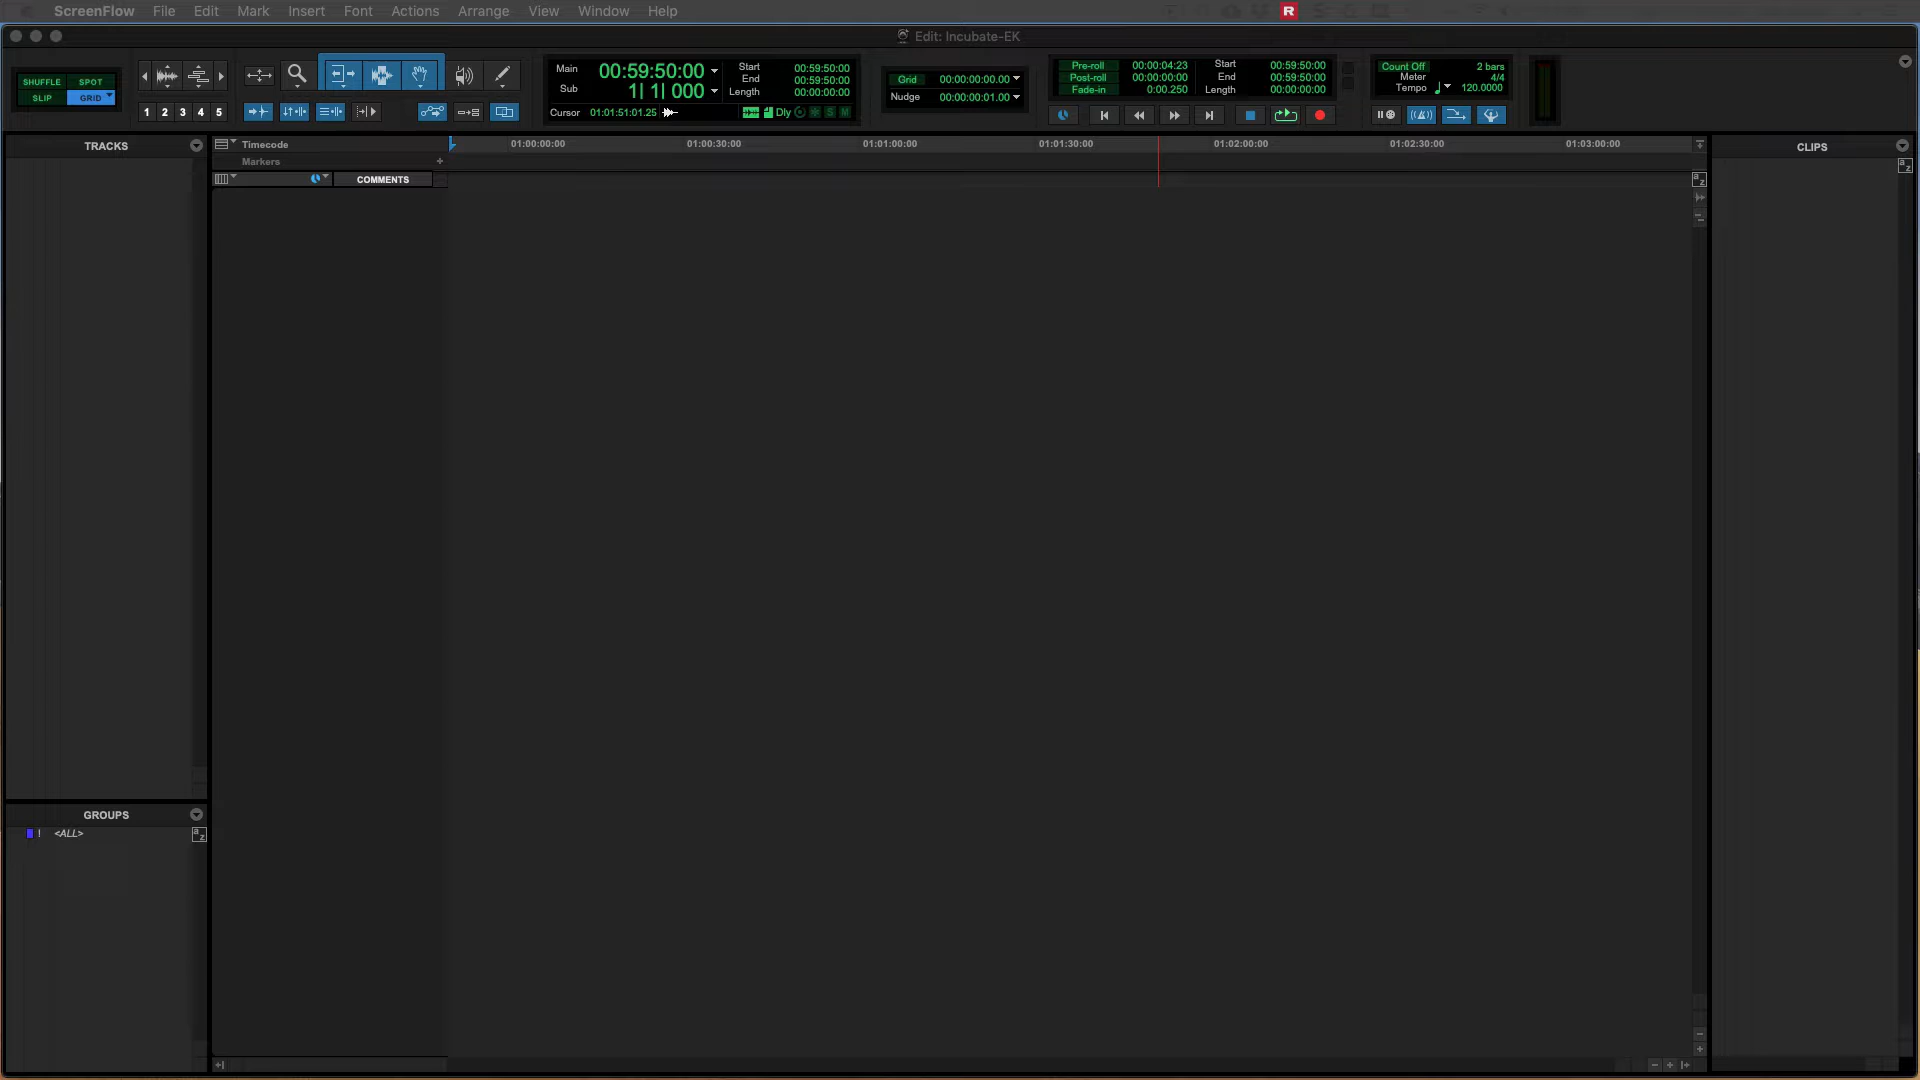 ScreenFlow File Edit Mark Insert Font Actions Arrange View Window Help R
Edit: Incubate-EK
SHUFFLE SPOT
SLIP GRID
1 2 3 4 5
Main 00:59:50:00
Sub 1| 1| 000
Start 00:59:50:00
End 00:59:50:00
Length 00:00:00:00
Cursor 01:01:51:01.25 Dly S M
Grid 00:00:00:00.00
Nudge 00:00:00:01.00
Pre-roll 00:00:04:23
Post-roll 00:00:00:00
Fade-in 0:00.250
Start 00:59:50:00
End 00:59:50:00
Length 00:00:00:00
Count Off 2 bars
Meter 4/4
Tempo 120.0000
TRACKS
Timecode 01:00:00:00 01:00:30:00 01:01:00:00 01:01:30:00 01:02:00:00 01:02:30:00 01:03:00:00
Markers
COMMENTS
CLIPS
a z
a z
GROUPS
! <ALL>
a z